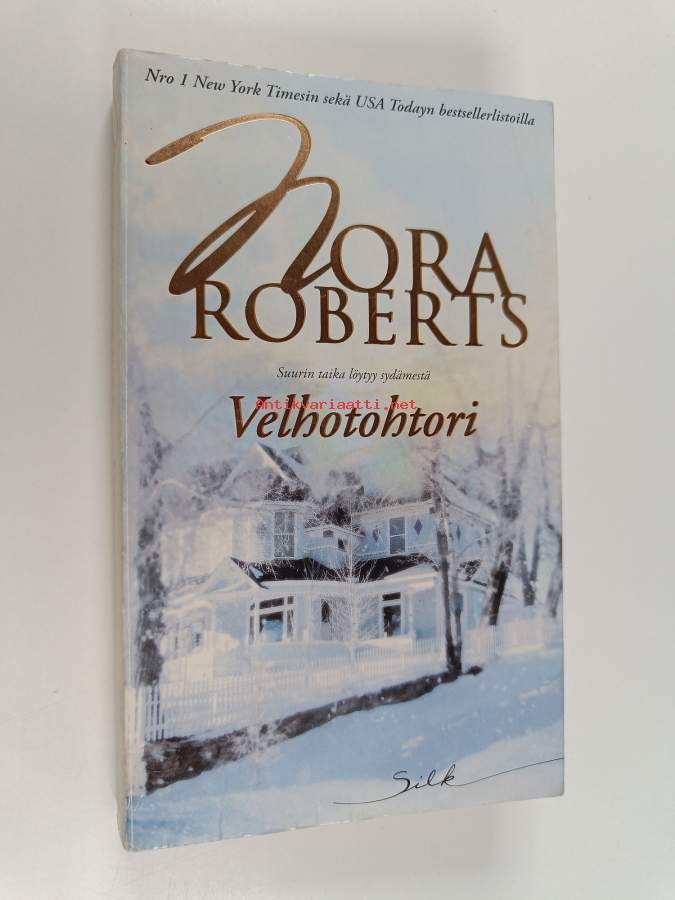 Nro 1 New York Timesin sekä USA Todayn bestsellerlistoilla
NORA
ROBERTS
Suurin taika löytyy sydämestä
Antikvariaatti.net
Velhotohtori
Silk